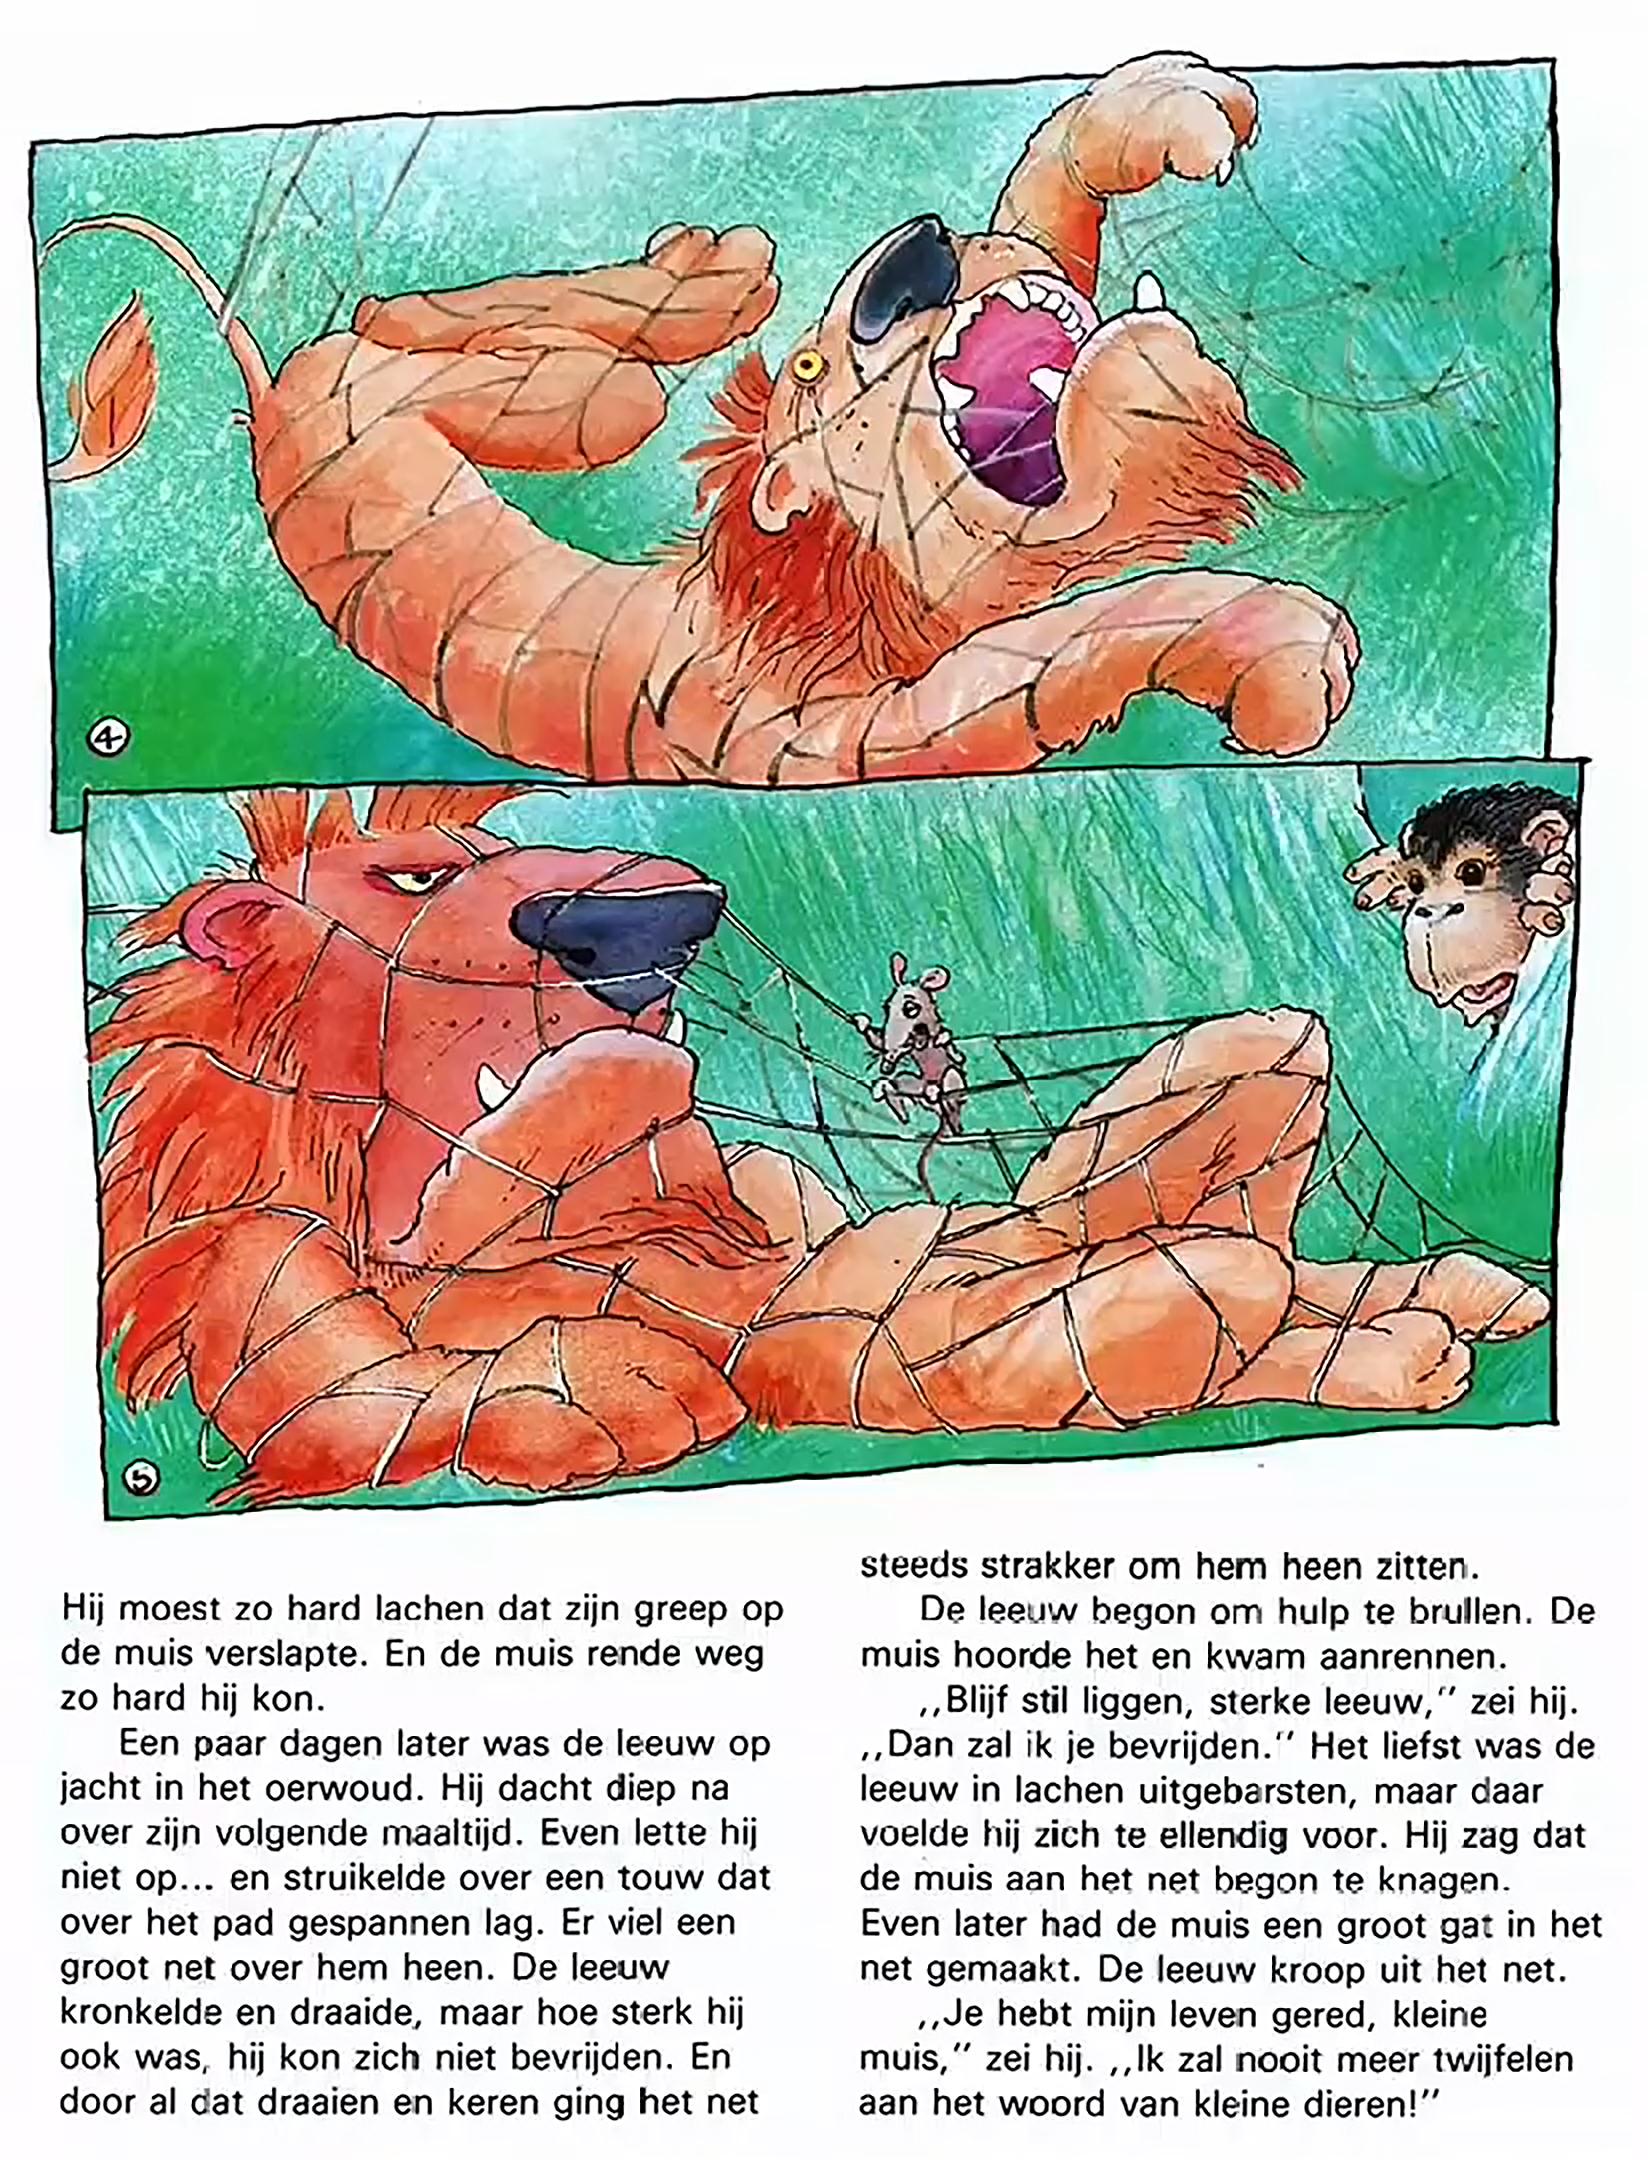 4
5
Hij moest zo hard lachen dat zijn greep op
de muis verslapte. En de muis rende weg
zo hard hij kon.
Een paar dagen later was de leeuw op
jacht in het oerwoud. Hij dacht diep na
over zijn volgende maaltijd. Even lette hij
niet op... en struikelde over een touw dat
over het pad gespannen lag. Er viel een
groot net over hem heen. De leeuw
kronkelde en draaide, maar hoe sterk hij
ook was, hij kon zich niet bevrijden. En
door al dat draaien en keren ging het net
steeds strakker om hem heen zitten.
De leeuw begon om hulp te brullen. De
muis hoorde het en kwam aanrennen.
,,Blijf stil liggen, sterke leeuw,’’ zei hij.
,,Dan zal ik je bevrijden.’’ Het liefst was de
leeuw in lachen uitgebarsten, maar daar
voelde hij zich te ellendig voor. Hij zag dat
de muis aan het net begon te knagen.
Even later had de muis een groot gat in het
net gemaakt. De leeuw kroop uit het net.
,,Je hebt mijn leven gered, kleine
muis,’’ zei hij. ,,Ik zal nooit meer twijfelen
aan het woord van kleine dieren!’’